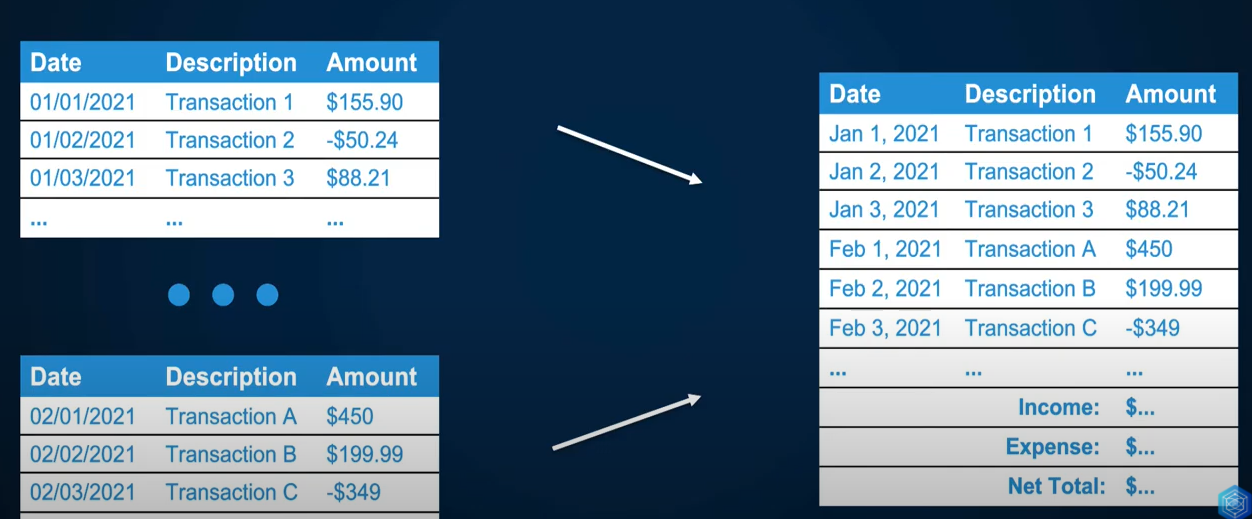 Date Description Amount
01/01/2021 Transaction 1 $155.90
01/02/2021 Transaction 2 -$50.24
01/03/2021 Transaction 3 $88.21
... ... ...
Date Description Amount
02/01/2021 Transaction A $450
02/02/2021 Transaction B $199.99
02/03/2021 Transaction C -$349
Date Description Amount
Jan 1, 2021 Transaction 1 $155.90
Jan 2, 2021 Transaction 2 -$50.24
Jan 3, 2021 Transaction 3 $88.21
Feb 1, 2021 Transaction A $450
Feb 2, 2021 Transaction B $199.99
Feb 3, 2021 Transaction C -$349
... ... ...
Income: $...
Expense: $...
Net Total: $...